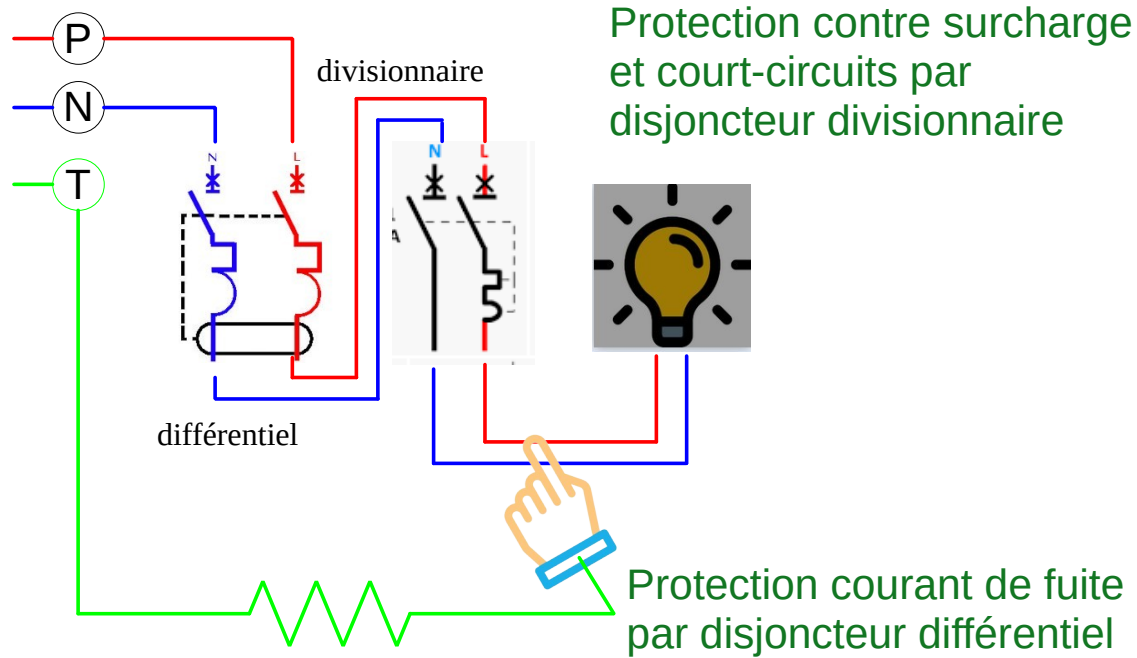 P
N
T
divisionnaire
Protection contre surcharge
et court-circuits par
disjoncteur divisionnaire
N L
N L
A
différentiel
Protection courant de fuite
par disjoncteur différentiel